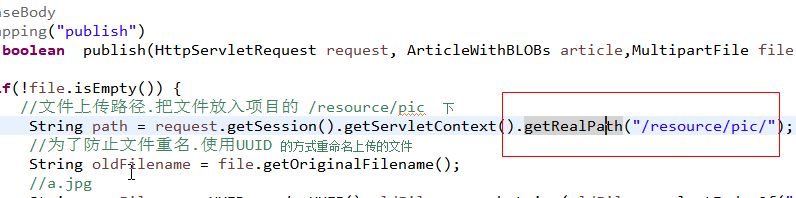 aseBody
apping("publish")
boolean  publish(HttpServletRequest request, ArticleWithBLOBs article,MultipartFile file
f(!file.isEmpty()) {
//文件上传路径.把文件放入项目的 /resource/pic 下
String path = request.getSession().getServletContext().getRealPath("/resource/pic/");
//为了防止文件重名.使用UUID 的方式重命名上传的文件
String oldFilename = file.getOriginalFilename();
//a.jpg